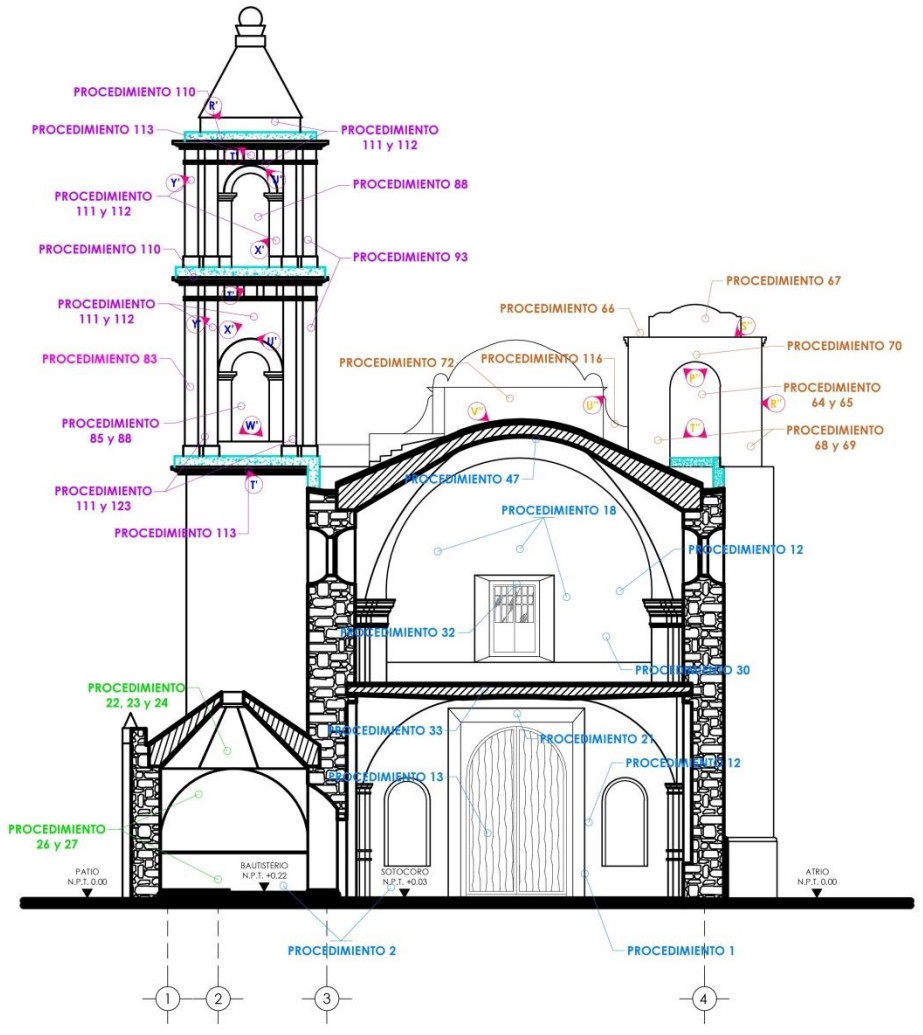 PROCEDIMIENTO 110
R'
PROCEDIMIENTO 113
PROCEDIMIENTO
111 y 112
T'
U'
Y'
PROCEDIMIENTO 88
PROCEDIMIENTO
111 y 112
X'
PROCEDIMIENTO 110
PROCEDIMIENTO 93
T'
PROCEDIMIENTO
111 y 112
Y'
X'
U'
PROCEDIMIENTO 83
PROCEDIMIENTO
85 y 88
W'
PROCEDIMIENTO
111 y 123
T'
PROCEDIMIENTO 113
PROCEDIMIENTO 67
PROCEDIMIENTO 66
S''
PROCEDIMIENTO 70
PROCEDIMIENTO 72
PROCEDIMIENTO 116
P''
PROCEDIMIENTO
64 y 65
R''
U''
V''
T''
PROCEDIMIENTO
68 y 69
PROCEDIMIENTO 47
PROCEDIMIENTO 18
PROCEDIMIENTO 12
PROCEDIMIENTO 32
PROCEDIMIENTO 30
PROCEDIMIENTO
22, 23 y 24
PROCEDIMIENTO 33
PROCEDIMIENTO 21
PROCEDIMIENTO 13
PROCEDIMIENTO 12
PROCEDIMIENTO
26 y 27
PATIO
N.P.T. 0.00
BAUTISTERIO
N.P.T. +0.22
SOTOCORO
N.P.T. +0.03
ATRIO
N.P.T. 0.00
PROCEDIMIENTO 2
PROCEDIMIENTO 1
1
2
3
4